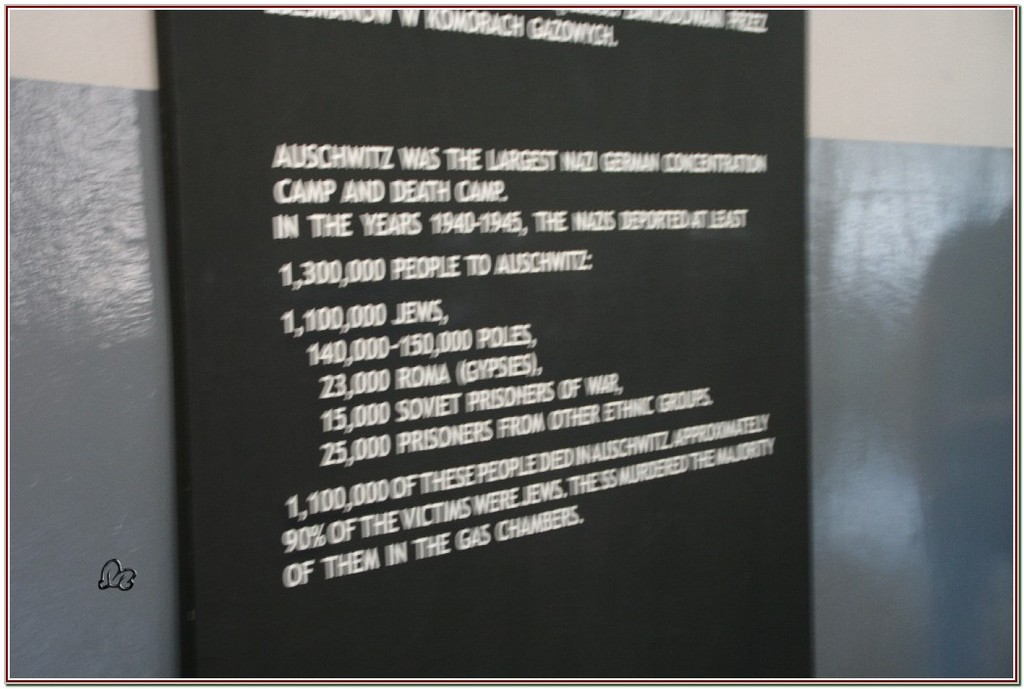 ZAMORDOWAN PRZEZ
W KOMORACH GAZOWYCH.
AUSCHWITZ WAS THE LARGEST NAZI GERMAN CONCENTRATION
CAMP AND DEATH CAMP.
IN THE YEARS 1940-1945, THE NAZIS DEPORTED AT LEAST
1,300,000 PEOPLE TO AUSCHWITZ:
1,100,000 JEWS,
140,000-150,000 POLES,
23,000 ROMA (GYPSIES),
15,000 SOVIET PRISONERS OF WAR,
25,000 PRISONERS FROM OTHER ETHNIC GROUPS.
1,100,000 OF THESE PEOPLE DIED IN AUSCHWITZ. APPROXIMATELY
90% OF THE VICTIMS WERE JEWS. THE SS MURDERED THE MAJORITY
OF THEM IN THE GAS CHAMBERS.